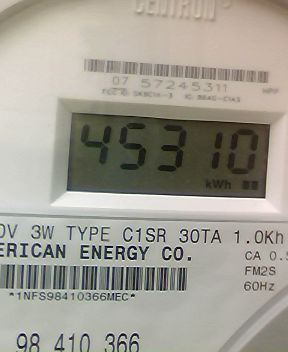 CENTRON
07 57245311
45310
kWh
0V 3W TYPE C1SR 30TA 1.0Kh
ERICAN ENERGY CO.
CA 0.5
FM2S
60Hz
*1NFS98410366MEC*
98 410 366